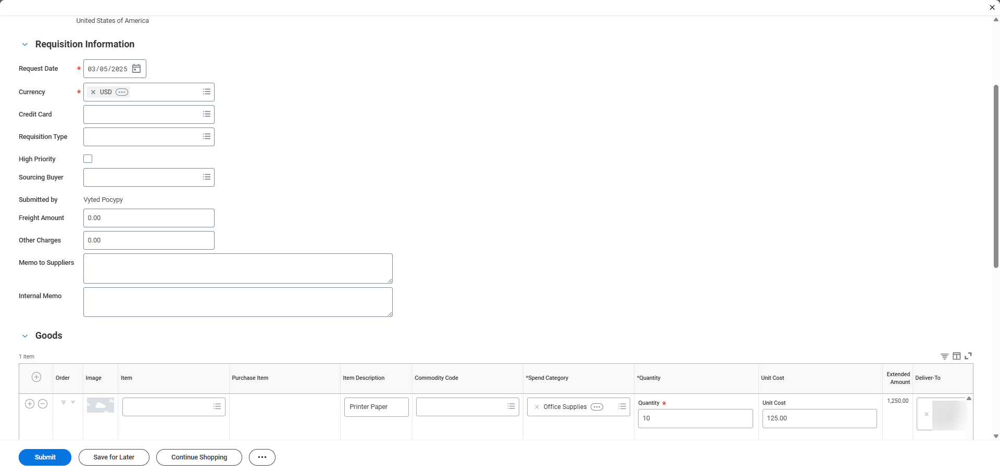 United States of America
Requisition Information
Request Date * 03/05/2025
Currency * × USD
Credit Card
Requisition Type
High Priority
Sourcing Buyer
Submitted by Vyted Pocypy
Freight Amount 0.00
Other Charges 0.00
Memo to Suppliers
Internal Memo
Goods
1 item
Order Image Item Purchase Item Item Description Commodity Code *Spend Category *Quantity Unit Cost Extended Amount Deliver-To
Printer Paper × Office Supplies Quantity * 10 Unit Cost 125.00 1,250.00 ×
Submit Save for Later Continue Shopping